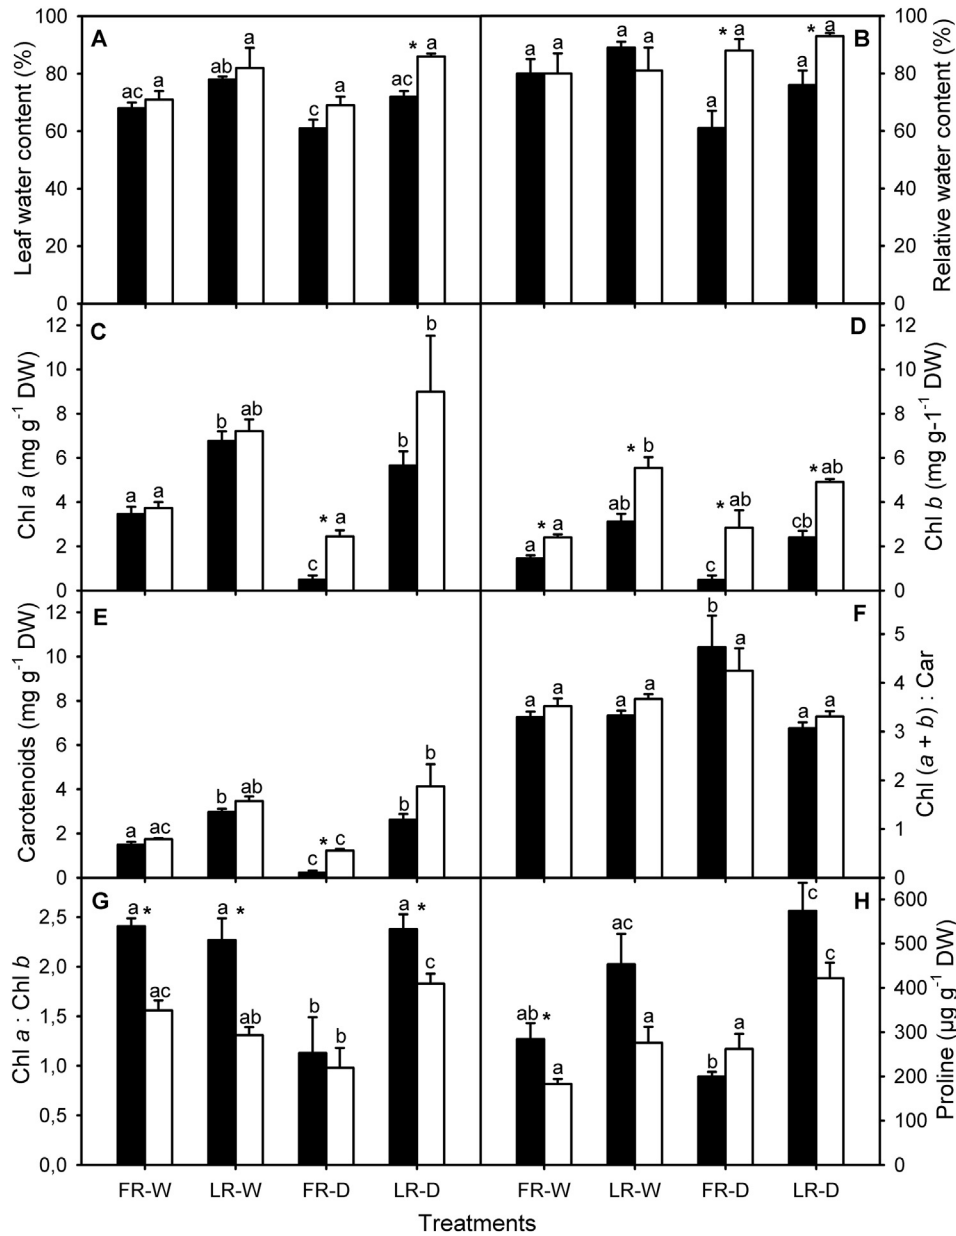 100
80
60
40
20
0
Leaf water content (%)
A
ac a ab a c a ac * a
B
a a a a a * a a * a
100
80
60
40
20
0
Relative water content (%)
12
10
8
6
4
2
0
Chl a (mg g-1 DW)
C
a a b ab c * a b b
D
a * a ab * b c * ab cb * ab
12
10
8
6
4
2
0
Chl b (mg g-1-1 DW)
12
10
8
6
4
2
0
Carotenoids (mg g-1 DW)
E
a ac b ab c * c b b
F
a a a a b a a a
5
4
3
2
1
0
Chl (a + b) : Car
2,5
2,0
1,5
1,0
0,5
0,0
Chl a : Chl b
G
a * ac a * ab b b a * c
H
ab * a ac a b a c c
600
500
400
300
200
100
0
Proline (µg g-1 DW)
FR-W LR-W FR-D LR-D FR-W LR-W FR-D LR-D
Treatments